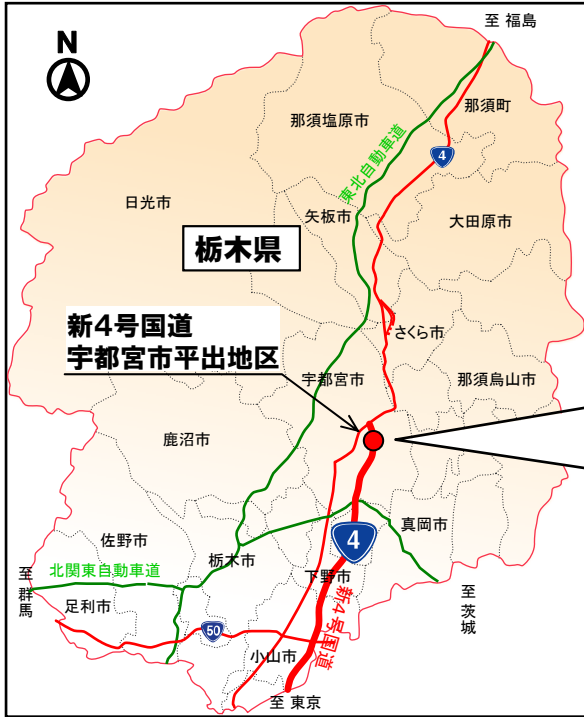 至 福島
N
那須町
那須塩原市
東北自動車道
4
日光市
矢板市
大田原市
栃木県
新4号国道
宇都宮市平出地区
さくら市
宇都宮市
那須烏山市
鹿沼市
4
真岡市
佐野市
栃木市
北関東自動車道
下野市
至群馬
至茨城
足利市
50
新4号国道
小山市
至 東京